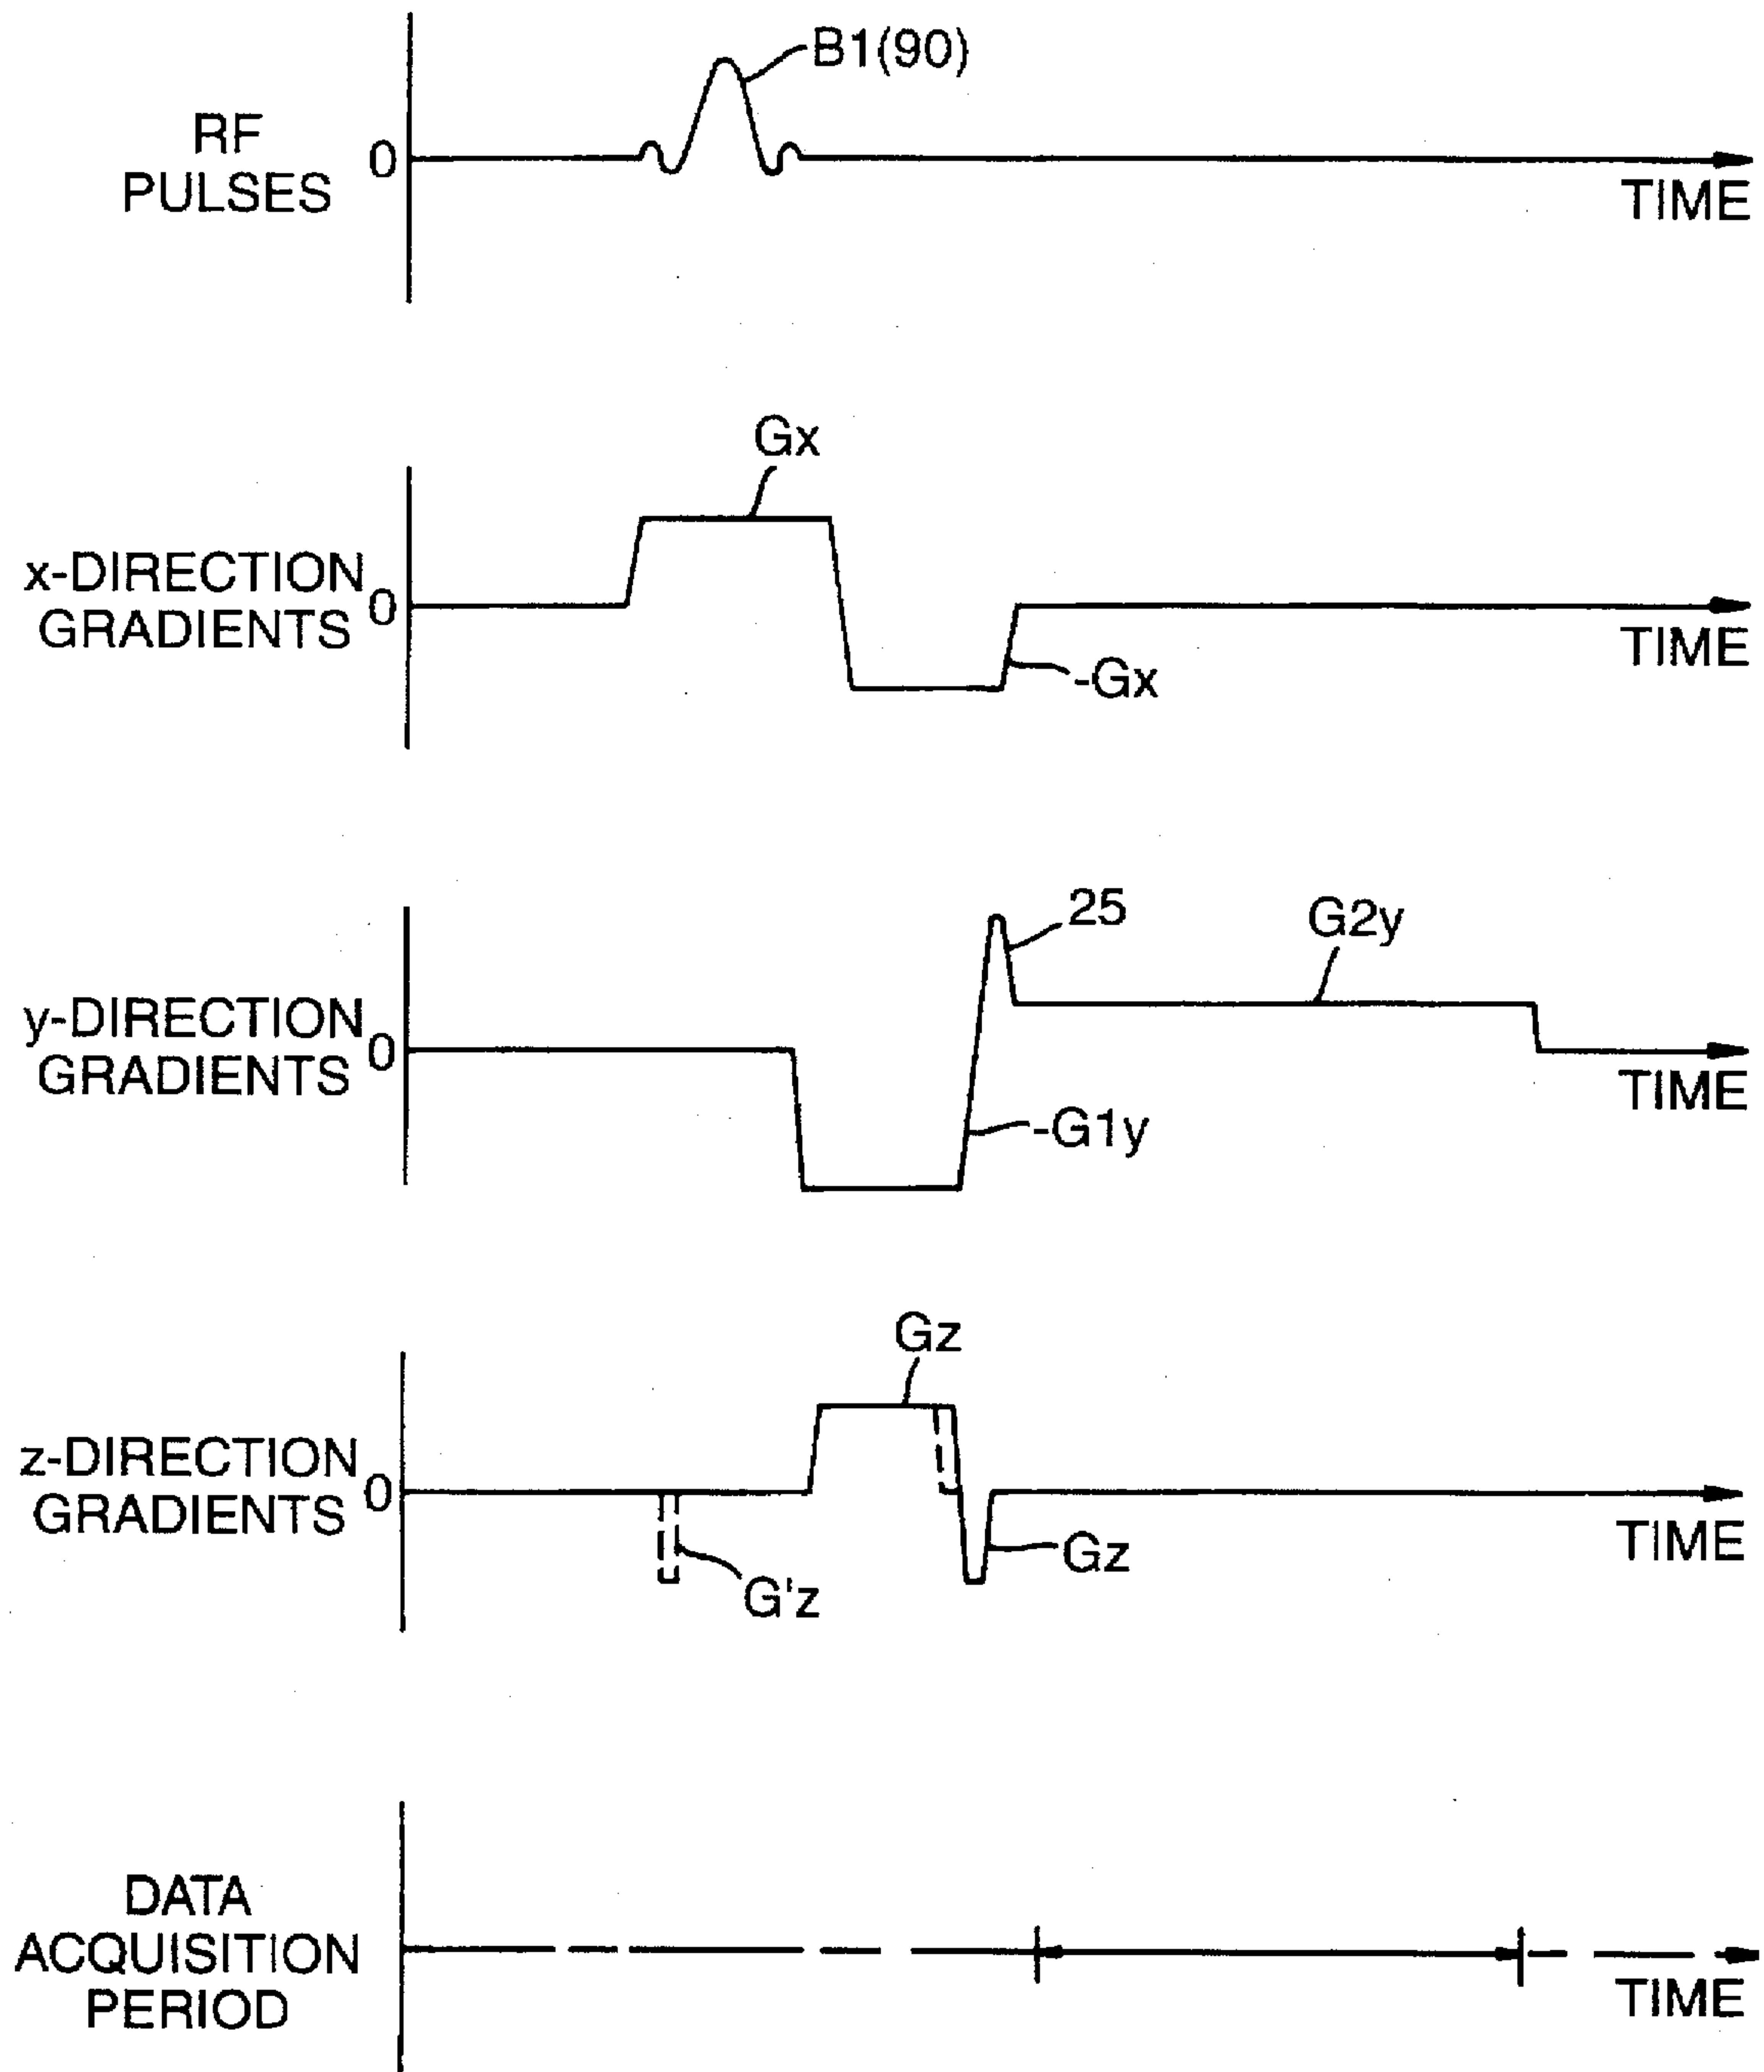 B1(90)
RF
PULSES
0
TIME
Gx
x-DIRECTION
GRADIENTS
0
TIME
-Gx
25
G2y
y-DIRECTION
GRADIENTS
0
TIME
-G1y
Gz
z-DIRECTION
GRADIENTS
0
TIME
Gz
G'z
DATA
ACQUISITION
PERIOD
TIME